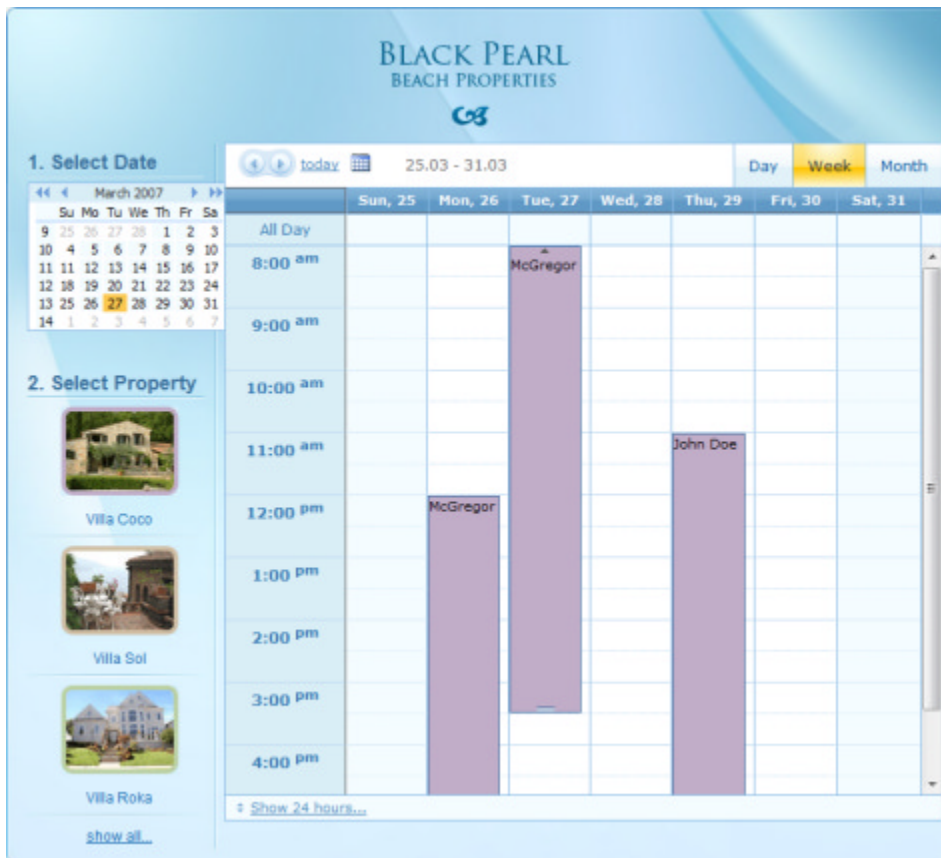 BLACK PEARL
BEACH PROPERTIES
1. Select Date
March 2007
Su Mo Tu We Th Fr Sa
9 25 26 27 28 1 2 3
10 4 5 6 7 8 9 10
11 11 12 13 14 15 16 17
12 18 19 20 21 22 23 24
13 25 26 27 28 29 30 31
14 1 2 3 4 5 6 7
2. Select Property
Villa Coco
Villa Sol
Villa Roka
show all...
today 25.03 - 31.03 Day Week Month
Sun, 25 Mon, 26 Tue, 27 Wed, 28 Thu, 29 Fri, 30 Sat, 31
All Day
8:00 am McGregor
9:00 am
10:00 am
11:00 am John Doe
12:00 pm McGregor
1:00 pm
2:00 pm
3:00 pm
4:00 pm
Show 24 hours...